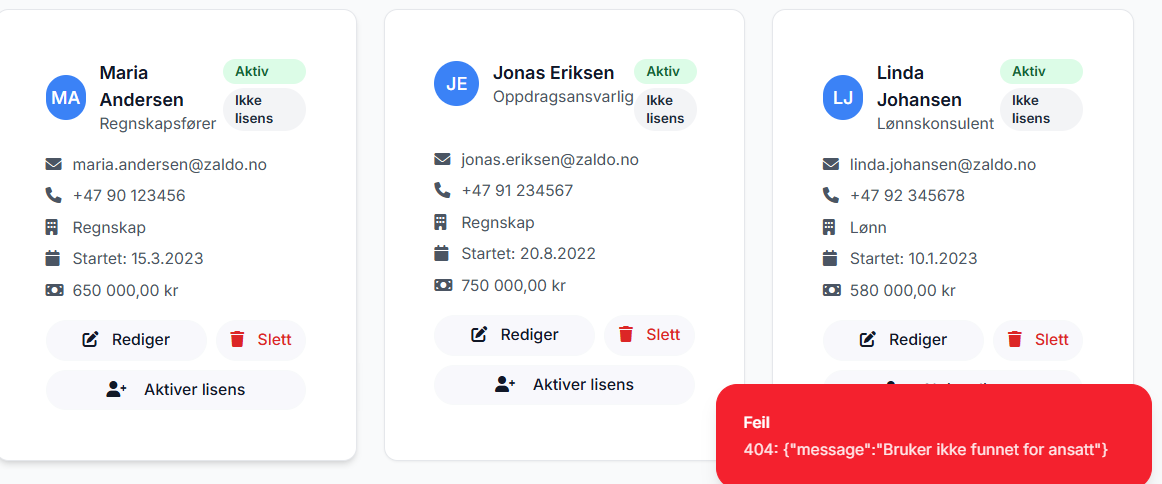 MA
Maria
Andersen
Regnskapsfører
Aktiv
Ikke
lisens
maria.andersen@zaldo.no
+47 90 123456
Regnskap
Startet: 15.3.2023
650 000,00 kr
Rediger
Slett
Aktiver lisens
JE
Jonas Eriksen
Oppdragsansvarlig
Aktiv
Ikke
lisens
jonas.eriksen@zaldo.no
+47 91 234567
Regnskap
Startet: 20.8.2022
750 000,00 kr
Rediger
Slett
Aktiver lisens
LJ
Linda
Johansen
Lønnskonsulent
Aktiv
Ikke
lisens
linda.johansen@zaldo.no
+47 92 345678
Lønn
Startet: 10.1.2023
580 000,00 kr
Rediger
Slett
Feil
404: {"message":"Bruker ikke funnet for ansatt"}